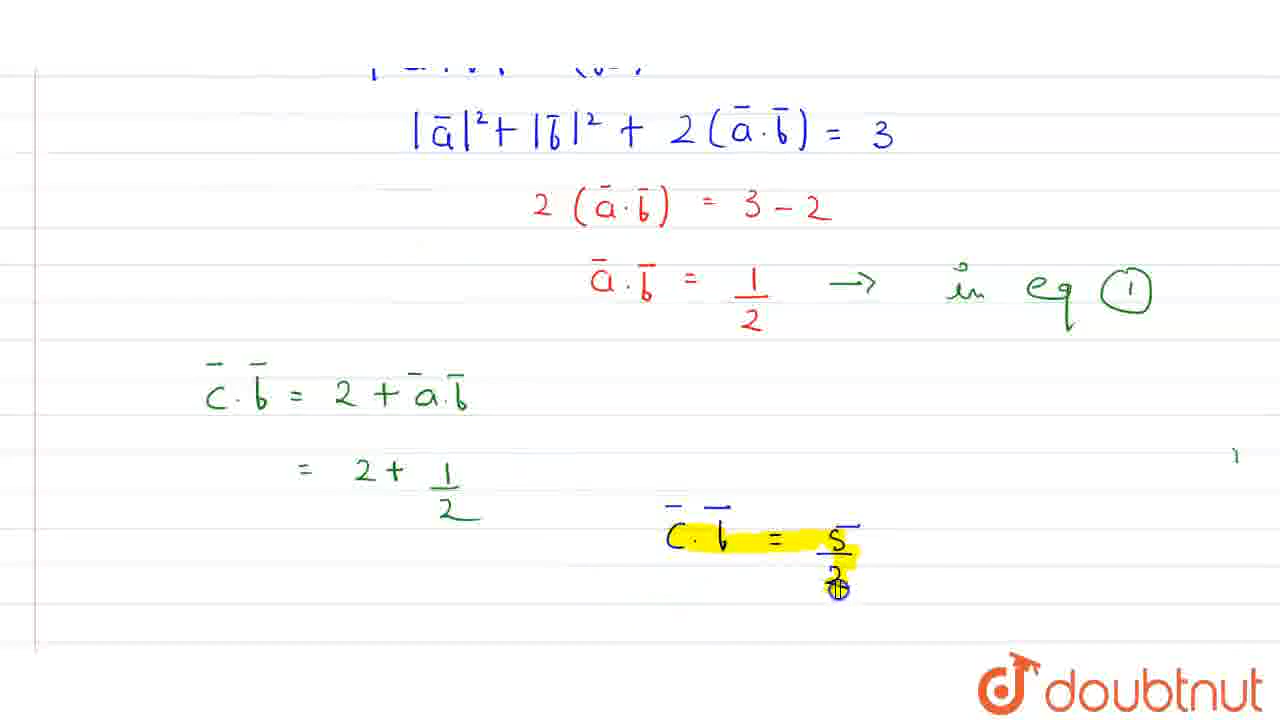 |a̅|² + |b̅|² + 2(a̅.b̅) = 3
2 (a̅.b̅) = 3 - 2
a̅.b̅ = 1/2 → in eq ①
c̅.b̅ = 2 + a̅.b̅
= 2 + 1/2
c̅.b̅ = 5/2
doubtnut